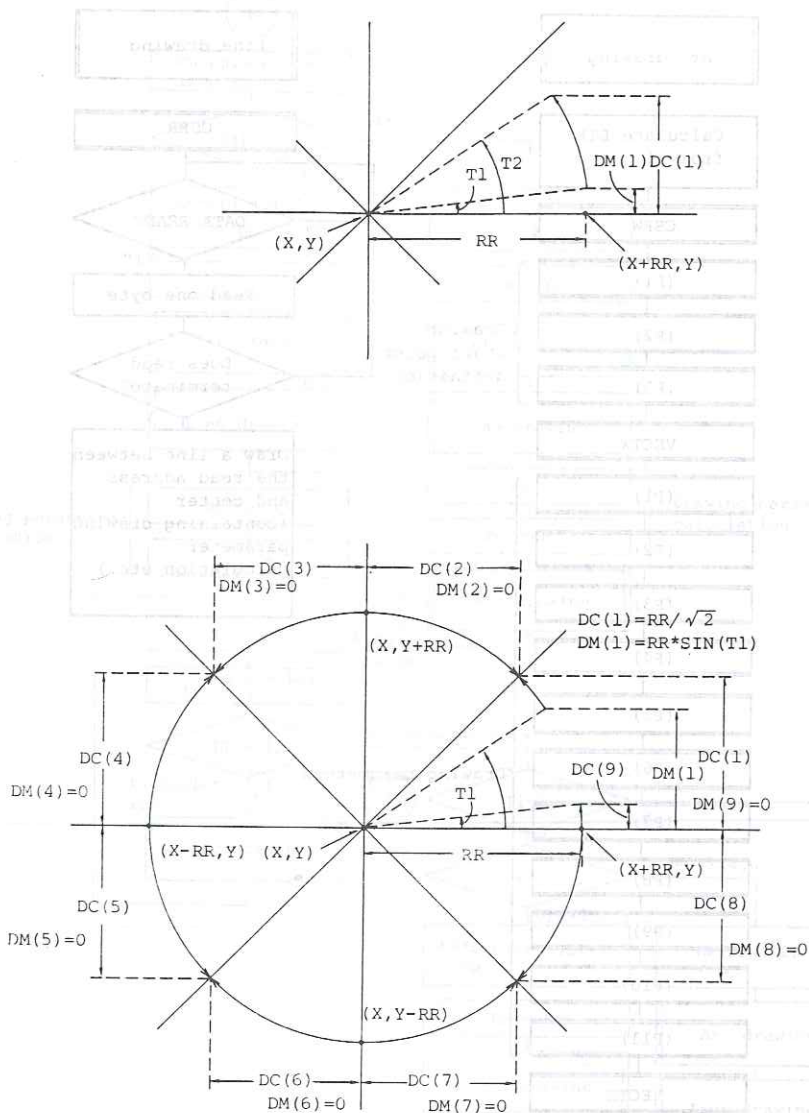 DM(1)DC(1)
T2
T1
(X,Y)
RR
(X+RR,Y)
DC(3)
DM(3)=0
DC(2)
DM(2)=0
DC(1)=RR/√2
DM(1)=RR*SIN(T1)
(X,Y+RR)
DC(4)
DM(4)=0
DC(1)
DM(1)
DC(9)
DM(9)=0
T1
(X-RR,Y)
(X,Y)
RR
(X+RR,Y)
DC(5)
DM(5)=0
DC(8)
DM(8)=0
(X,Y-RR)
DC(6)
DM(6)=0
DC(7)
DM(7)=0